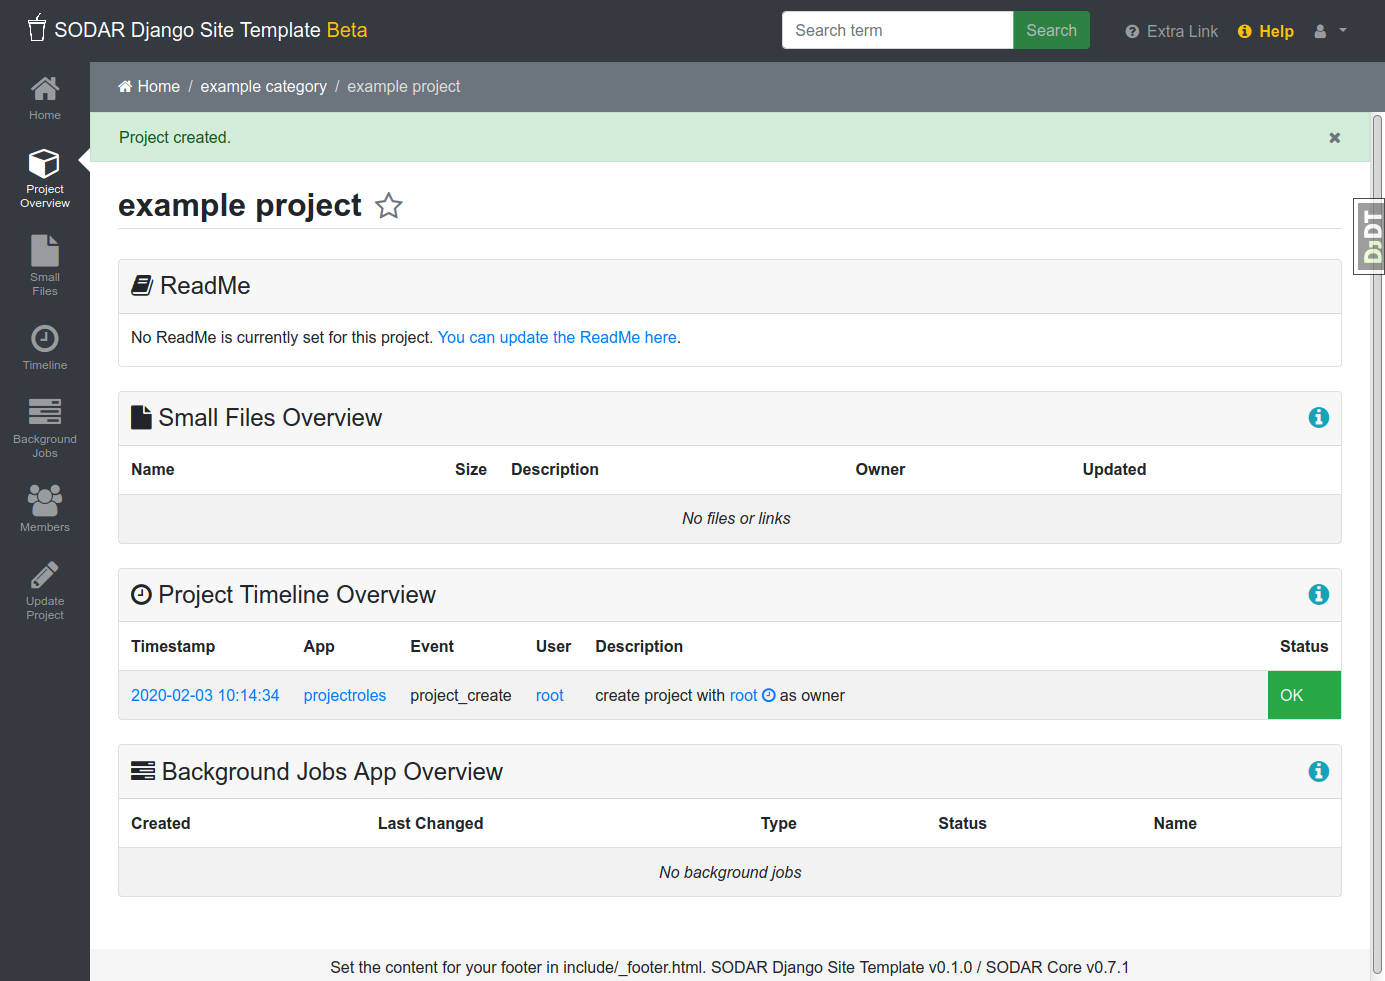 SODAR Django Site Template Beta
Search term
Search
Extra Link
Help
Home
Project
Overview
Small
Files
Timeline
Background
Jobs
Members
Update
Project
Home / example category / example project
Project created.
DjDT
example project
ReadMe
No ReadMe is currently set for this project. You can update the ReadMe here.
Small Files Overview
Name Size Description Owner Updated
No files or links
Project Timeline Overview
Timestamp App Event User Description Status
2020-02-03 10:14:34 projectroles project_create root create project with root as owner OK
Background Jobs App Overview
Created Last Changed Type Status Name
No background jobs
Set the content for your footer in include/_footer.html. SODAR Django Site Template v0.1.0 / SODAR Core v0.7.1